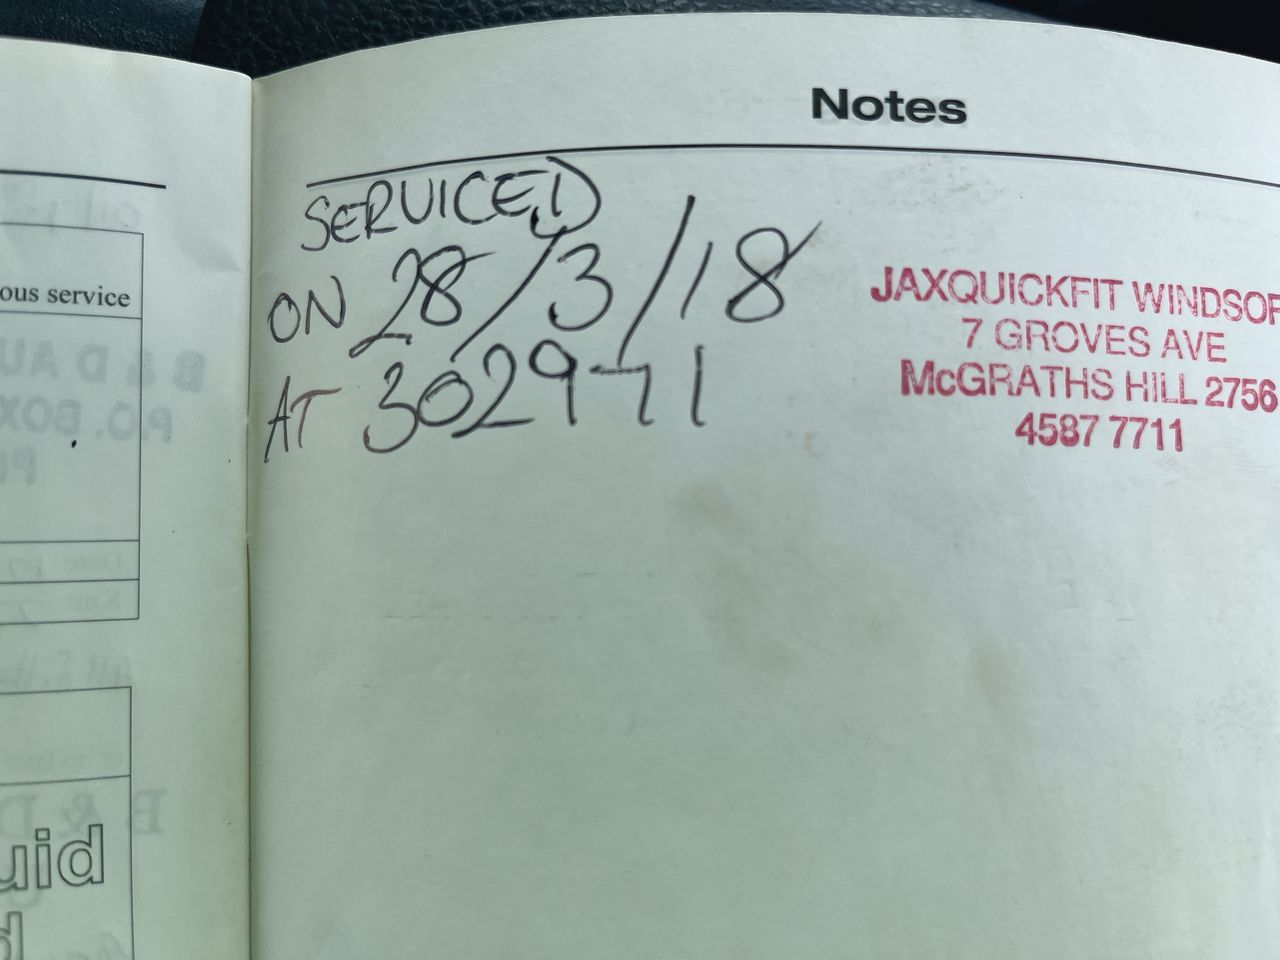 Notes
SERVICED
ON 28/3/18
AT 302971
JAXQUICKFIT WINDSOR
7 GROVES AVE
McGRATHS HILL 2756
4587 7711
ous service
uid